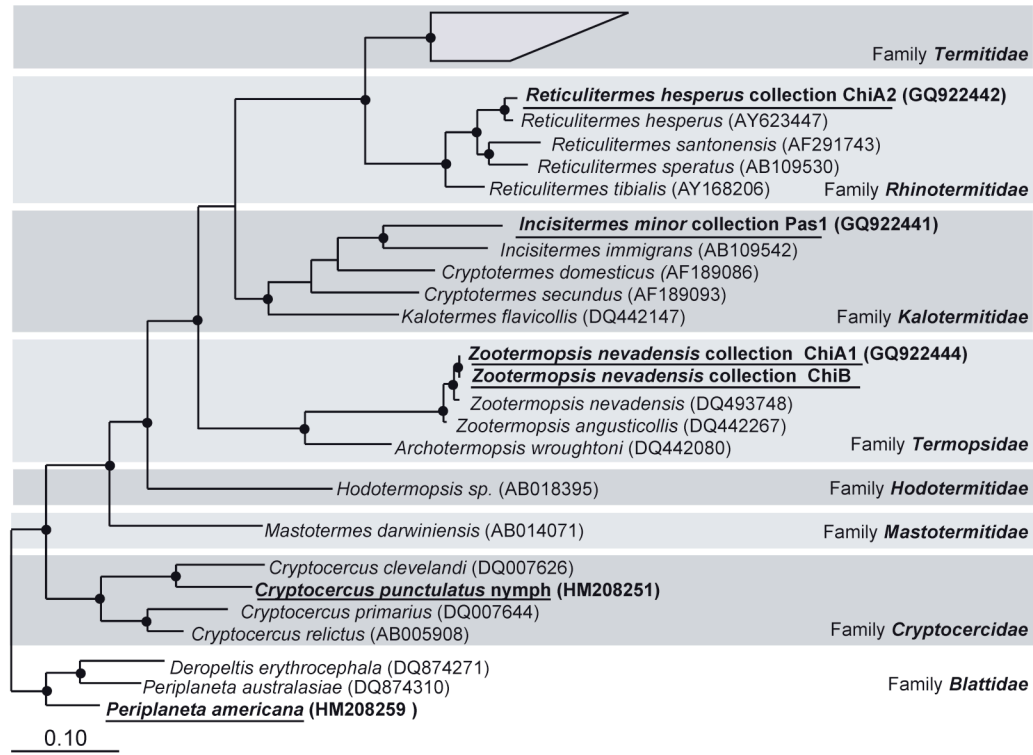 Family Termitidae
Reticulitermes hesperus collection ChiA2 (GQ922442)
Reticulitermes hesperus (AY623447)
Reticulitermes santonensis (AF291743)
Reticulitermes speratus (AB109530)
Reticulitermes tibialis (AY168206) Family Rhinotermitidae
Incisitermes minor collection Pas1 (GQ922441)
Incisitermes immigrans (AB109542)
Cryptotermes domesticus (AF189086)
Cryptotermes secundus (AF189093)
Kalotermes flavicollis (DQ442147) Family Kalotermitidae
Zootermopsis nevadensis collection ChiA1 (GQ922444)
Zootermopsis nevadensis collection ChiB
Zootermopsis nevadensis (DQ493748)
Zootermopsis angusticollis (DQ442267)
Archotermopsis wroughtoni (DQ442080) Family Termopsidae
Hodotermopsis sp. (AB018395) Family Hodotermitidae
Mastotermes darwiniensis (AB014071) Family Mastotermitidae
Cryptocercus clevelandi (DQ007626)
Cryptocercus punctulatus nymph (HM208251)
Cryptocercus primarius (DQ007644)
Cryptocercus relictus (AB005908) Family Cryptocercidae
Deropeltis erythrocephala (DQ874271)
Periplaneta australasiae (DQ874310) Family Blattidae
Periplaneta americana (HM208259 )
0.10